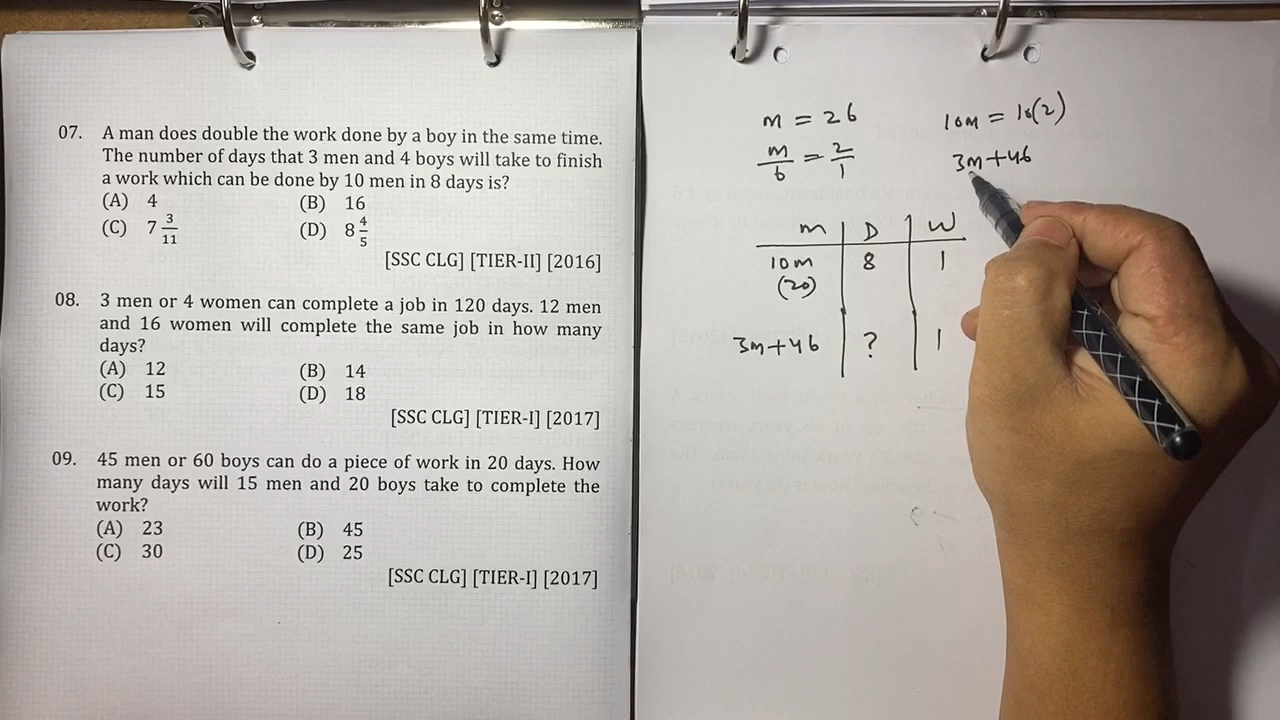 07. A man does double the work done by a boy in the same time.
The number of days that 3 men and 4 boys will take to finish
a work which can be done by 10 men in 8 days is?
(A) 4 (B) 16
(C) 7 3/11 (D) 8 4/5
[SSC CLG] [TIER-II] [2016]
08. 3 men or 4 women can complete a job in 120 days. 12 men
and 16 women will complete the same job in how many
days?
(A) 12 (B) 14
(C) 15 (D) 18
[SSC CLG] [TIER-I] [2017]
09. 45 men or 60 boys can do a piece of work in 20 days. How
many days will 15 men and 20 boys take to complete the
work?
(A) 23 (B) 45
(C) 30 (D) 25
[SSC CLG] [TIER-I] [2017]
m = 2b 10m = 10(2)
m/b = 2/1 3m+4b
m D W
10m 8 1
(20)
3m+4b ? 1